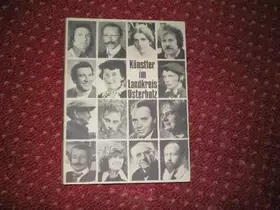 Künstler
im
Landkreis
Osterholz